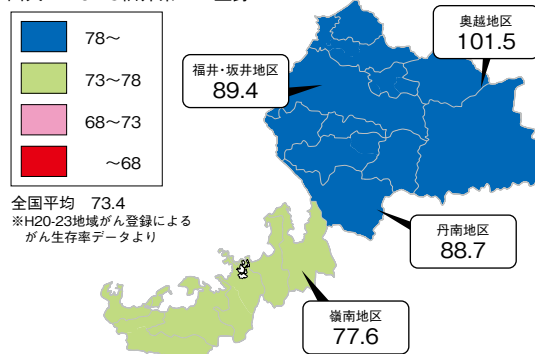 78～
73～78
68～73
～68
全国平均 73.4
※H20-23地域がん登録による
がん生存率データより
奥越地区
101.5
福井・坂井地区
89.4
丹南地区
88.7
嶺南地区
77.6